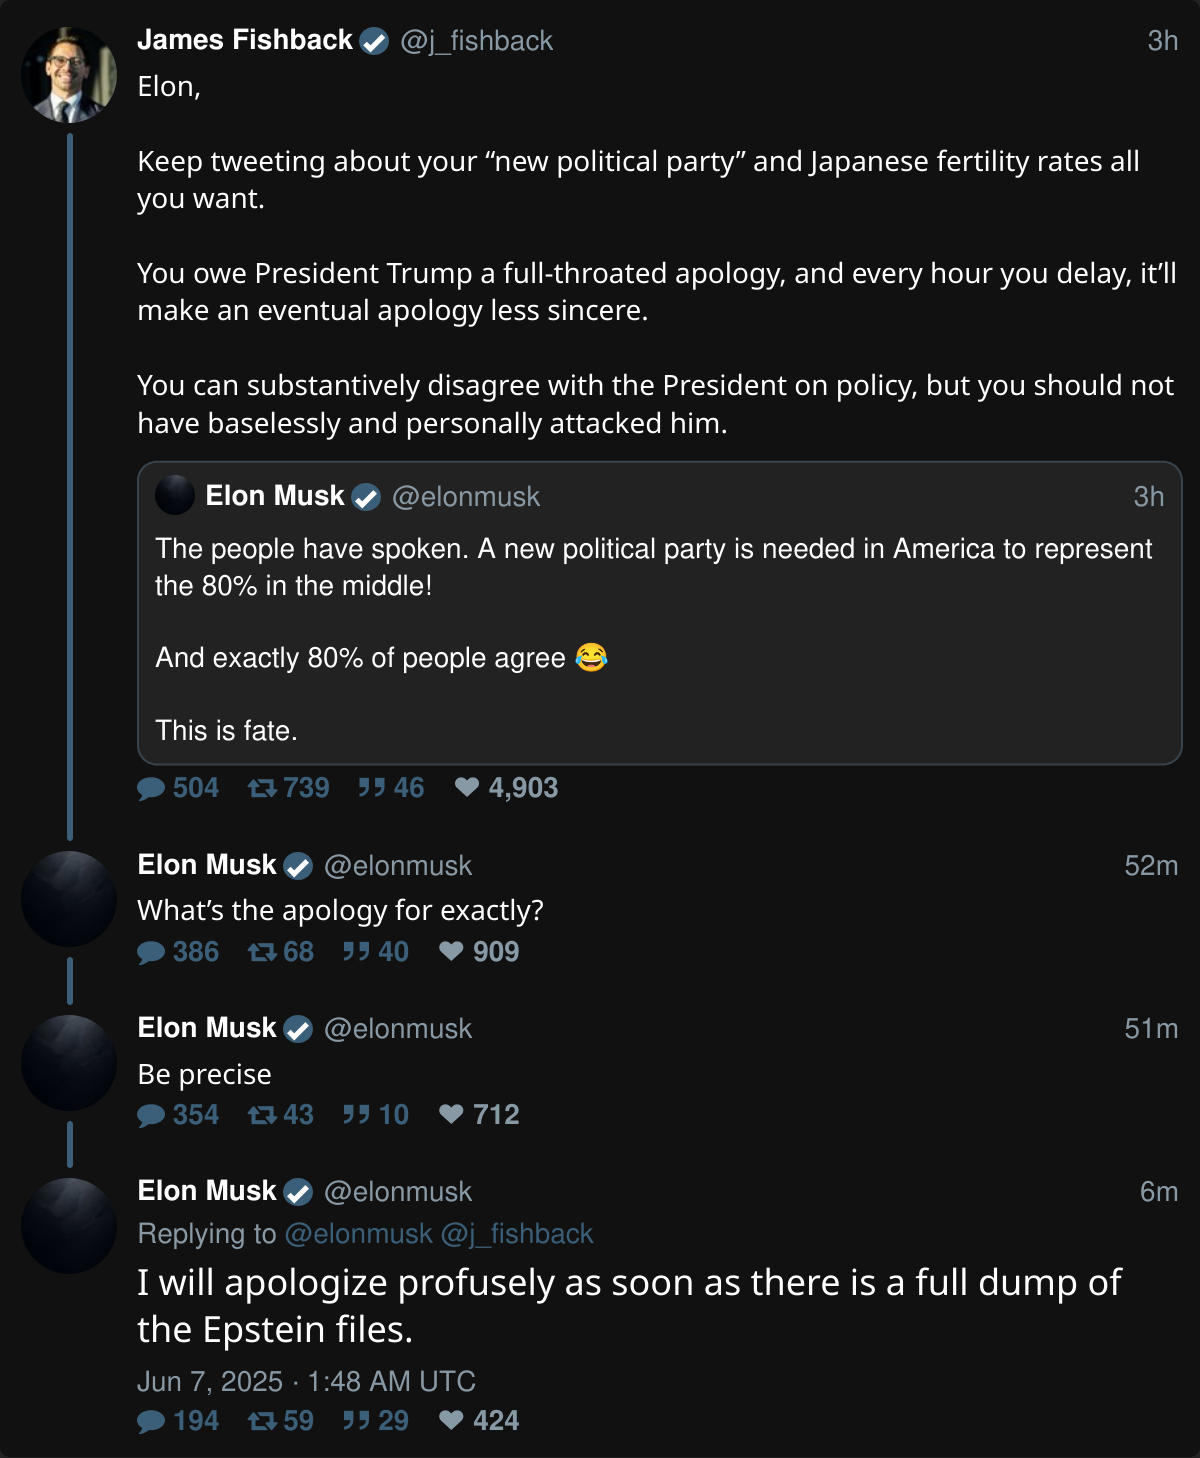 James Fishback @j_fishback 3h
Elon,
Keep tweeting about your “new political party” and Japanese fertility rates all
you want.
You owe President Trump a full-throated apology, and every hour you delay, it’ll
make an eventual apology less sincere.
You can substantively disagree with the President on policy, but you should not
have baselessly and personally attacked him.
Elon Musk @elonmusk 3h
The people have spoken. A new political party is needed in America to represent
the 80% in the middle!
And exactly 80% of people agree 😂
This is fate.
504 739 46 4,903
Elon Musk @elonmusk 52m
What’s the apology for exactly?
386 68 40 909
Elon Musk @elonmusk 51m
Be precise
354 43 10 712
Elon Musk @elonmusk 6m
Replying to @elonmusk @j_fishback
I will apologize profusely as soon as there is a full dump of
the Epstein files.
Jun 7, 2025 · 1:48 AM UTC
194 59 29 424